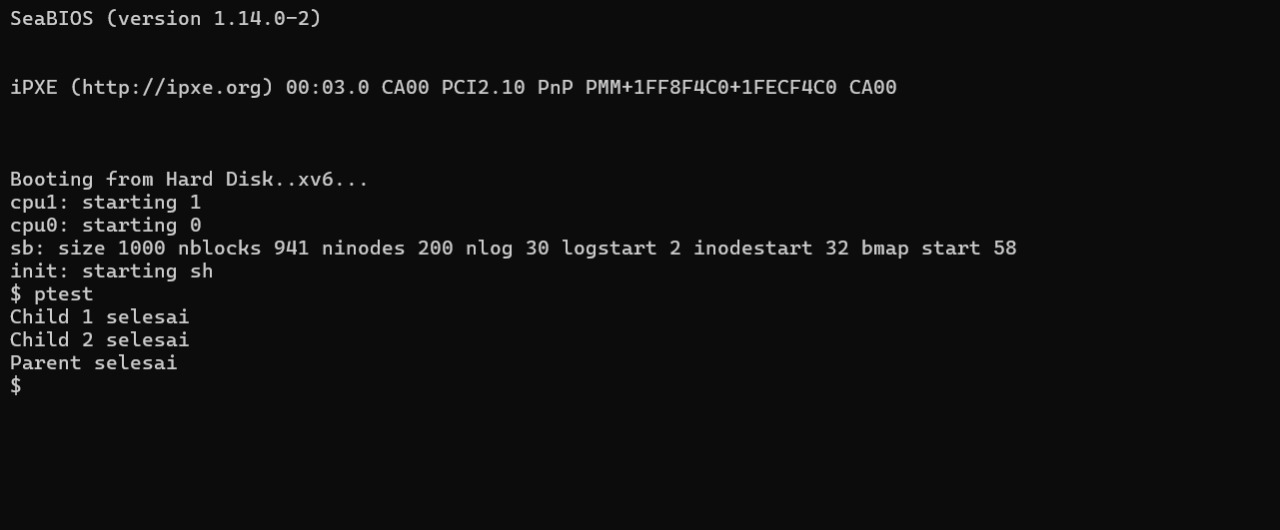 SeaBIOS (version 1.14.0-2)
iPXE (http://ipxe.org) 00:03.0 CA00 PCI2.10 PnP PMM+1FF8F4C0+1FECF4C0 CA00
Booting from Hard Disk..xv6...
cpu1: starting 1
cpu0: starting 0
sb: size 1000 nblocks 941 ninodes 200 nlog 30 logstart 2 inodestart 32 bmap start 58
init: starting sh
$ ptest
Child 1 selesai
Child 2 selesai
Parent selesai
$